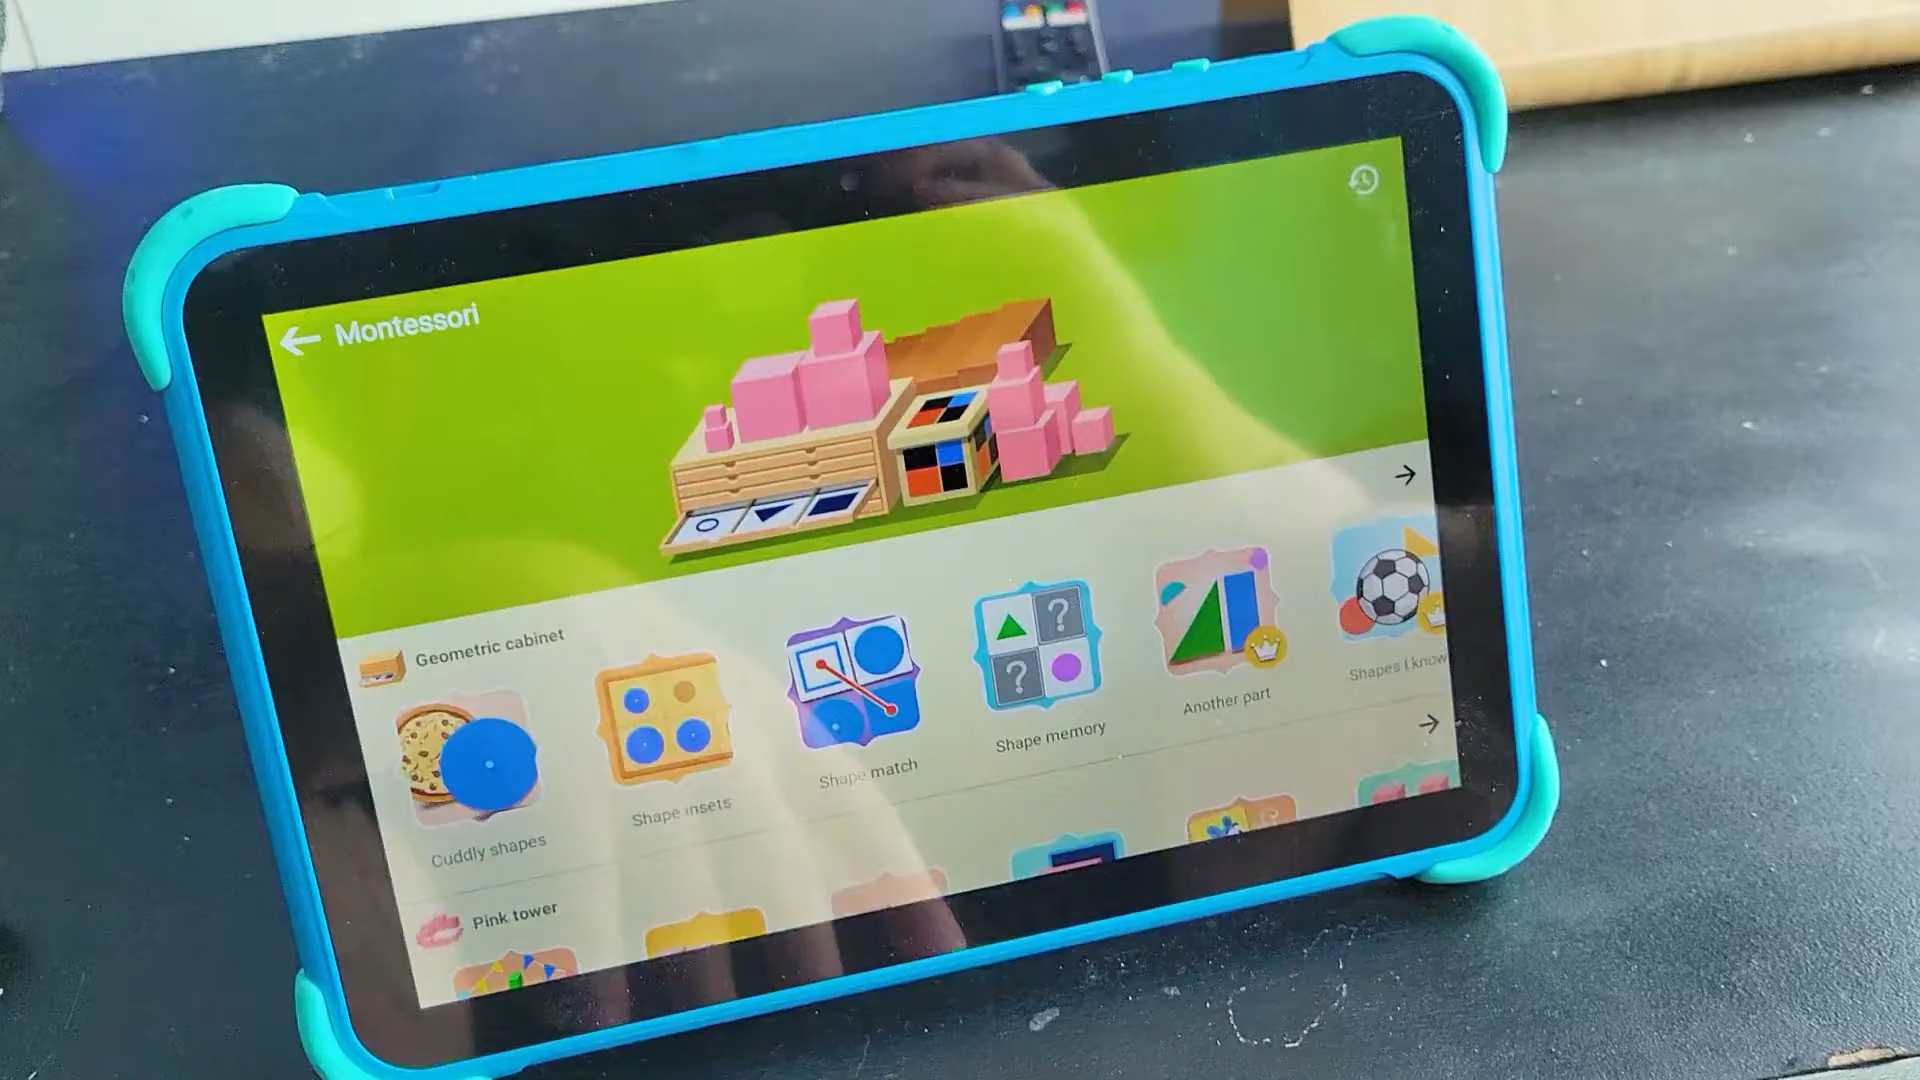 Montessori
Geometric cabinet
Cuddly shapes
Shape insets
Shape match
Shape memory
Another part
Shapes I know
Pink tower